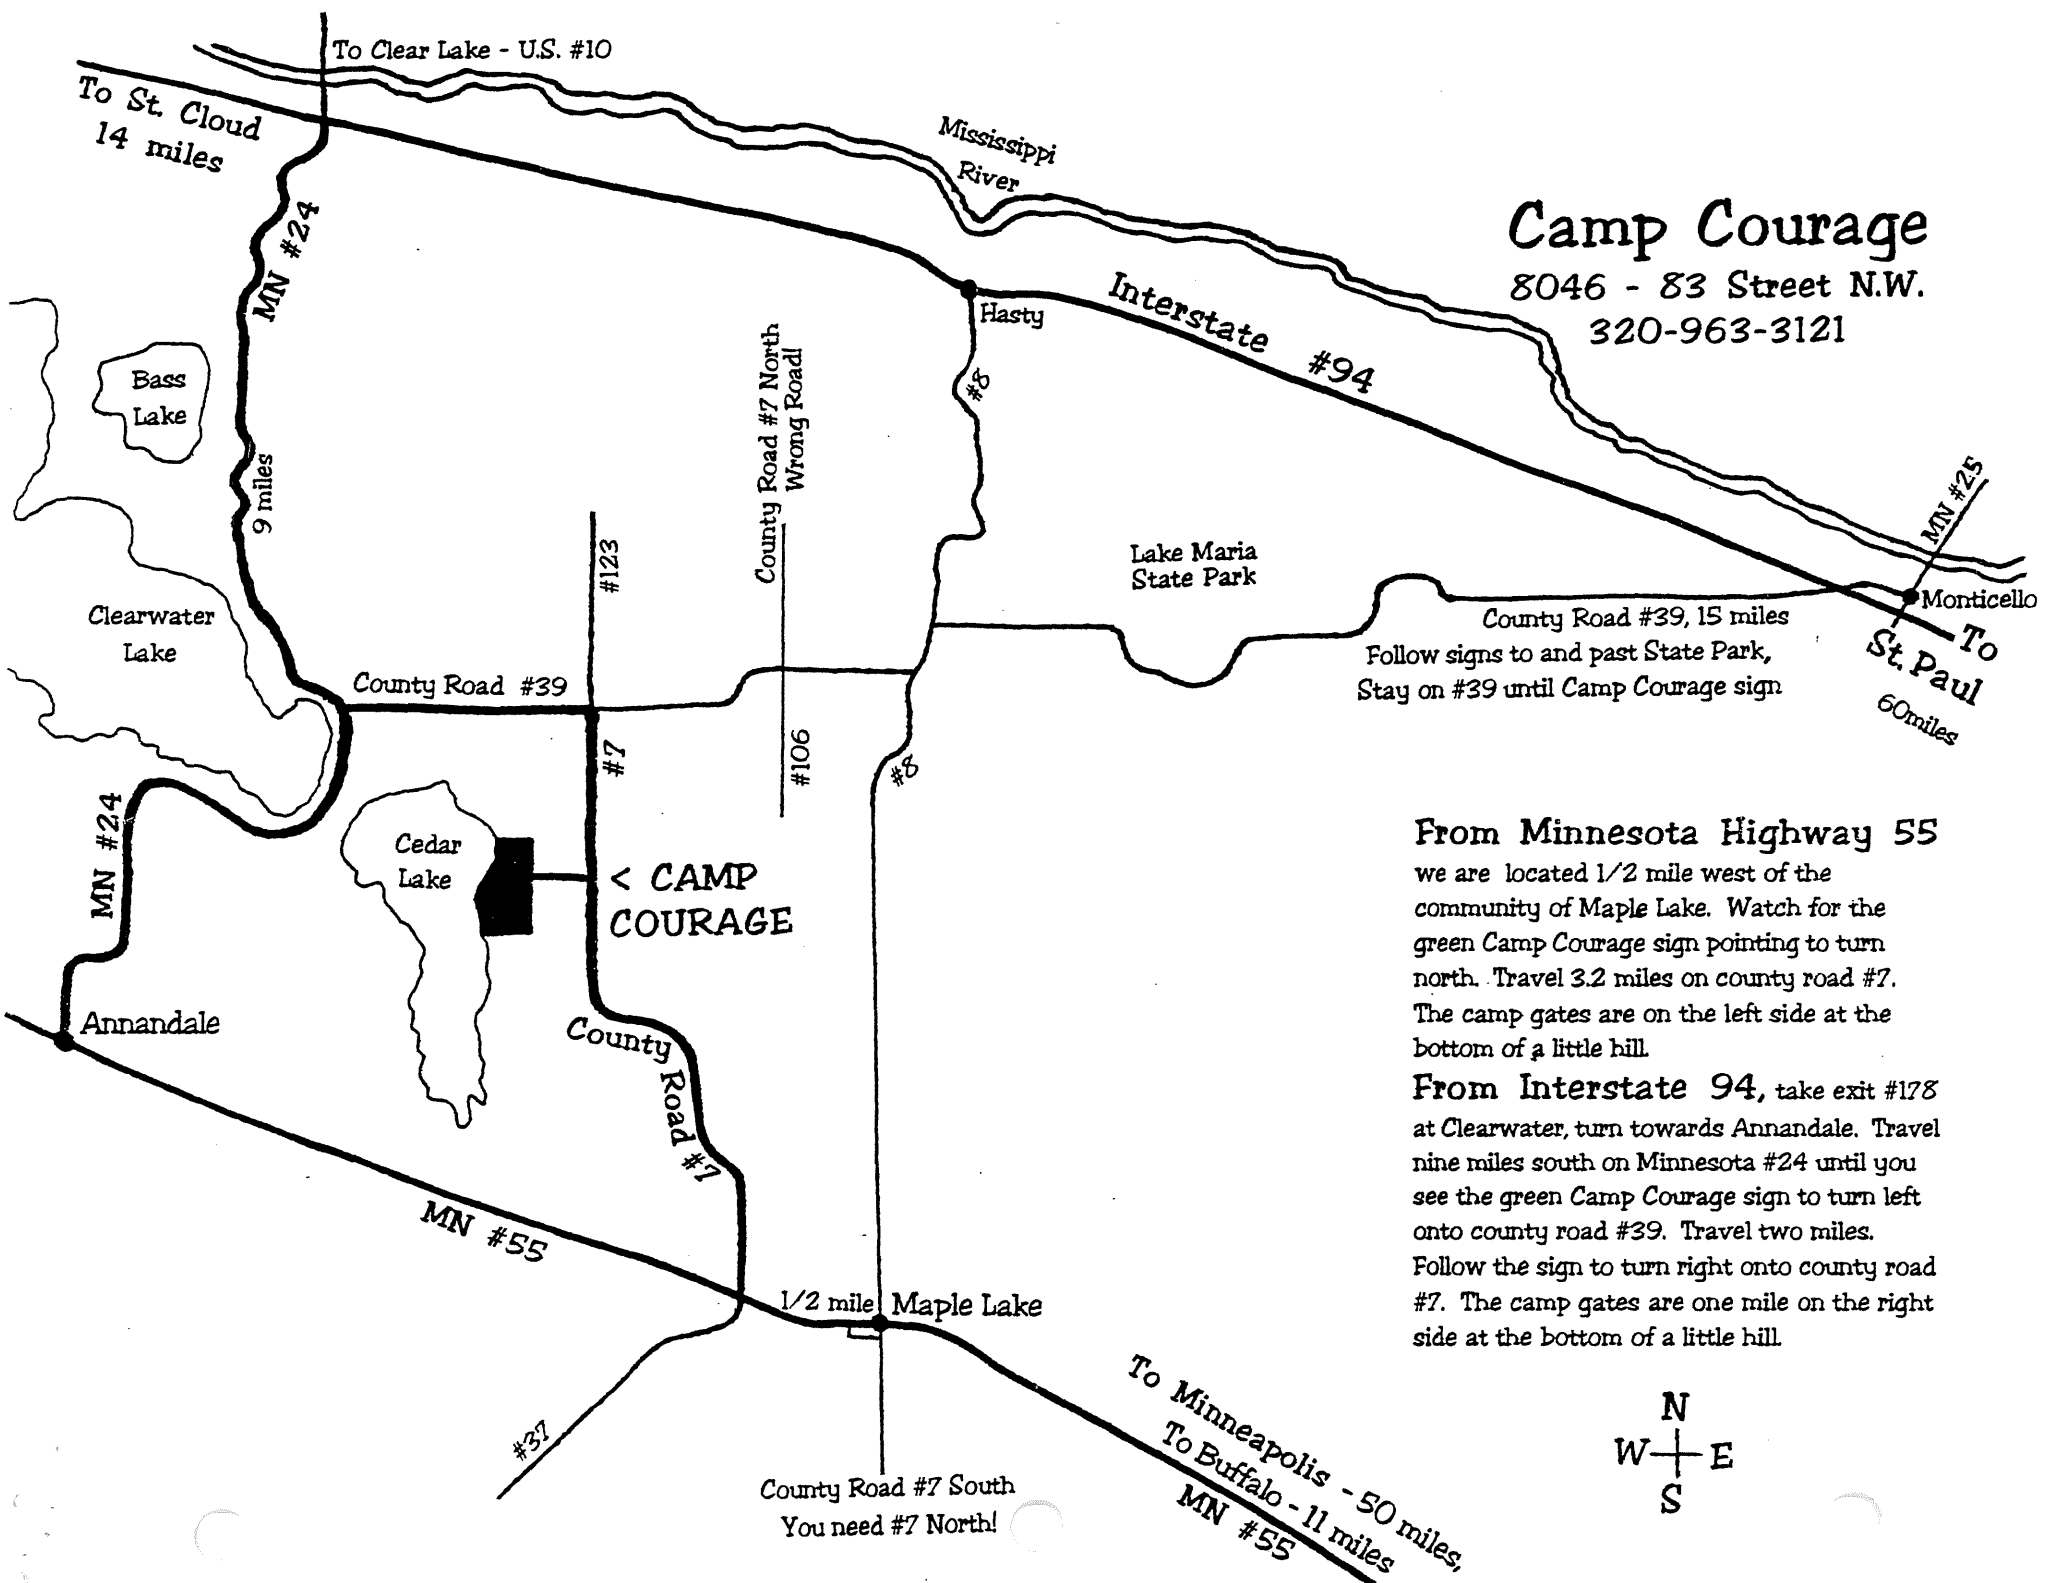 To Clear Lake - U.S. #10
To St. Cloud
14 miles
Mississippi
River
MN #24
Camp Courage
8046 - 83 Street N.W.
320-963-3121
Interstate #94
Hasty
#8
County Road #7 North
Wrong Road!
Bass
Lake
9 miles
MN #25
#123
Lake Maria
State Park
Monticello
Clearwater
Lake
County Road #39, 15 miles
Follow signs to and past State Park,
Stay on #39 until Camp Courage sign
To
St. Paul
60miles
County Road #39
#7
#106
#8
MN #24
Cedar
Lake
< CAMP
COURAGE
From Minnesota Highway 55
we are located 1/2 mile west of the
community of Maple Lake. Watch for the
green Camp Courage sign pointing to turn
north. Travel 3.2 miles on county road #7.
The camp gates are on the left side at the
bottom of a little hill.
From Interstate 94, take exit #178
at Clearwater, turn towards Annandale. Travel
nine miles south on Minnesota #24 until you
see the green Camp Courage sign to turn left
onto county road #39. Travel two miles.
Follow the sign to turn right onto county road
#7. The camp gates are one mile on the right
side at the bottom of a little hill.
Annandale
County Road #7
MN #55
1/2 mile
Maple Lake
#37
County Road #7 South
You need #7 North!
To Minneapolis - 50 miles,
To Buffalo - 11 miles
MN #55
N
W E
S